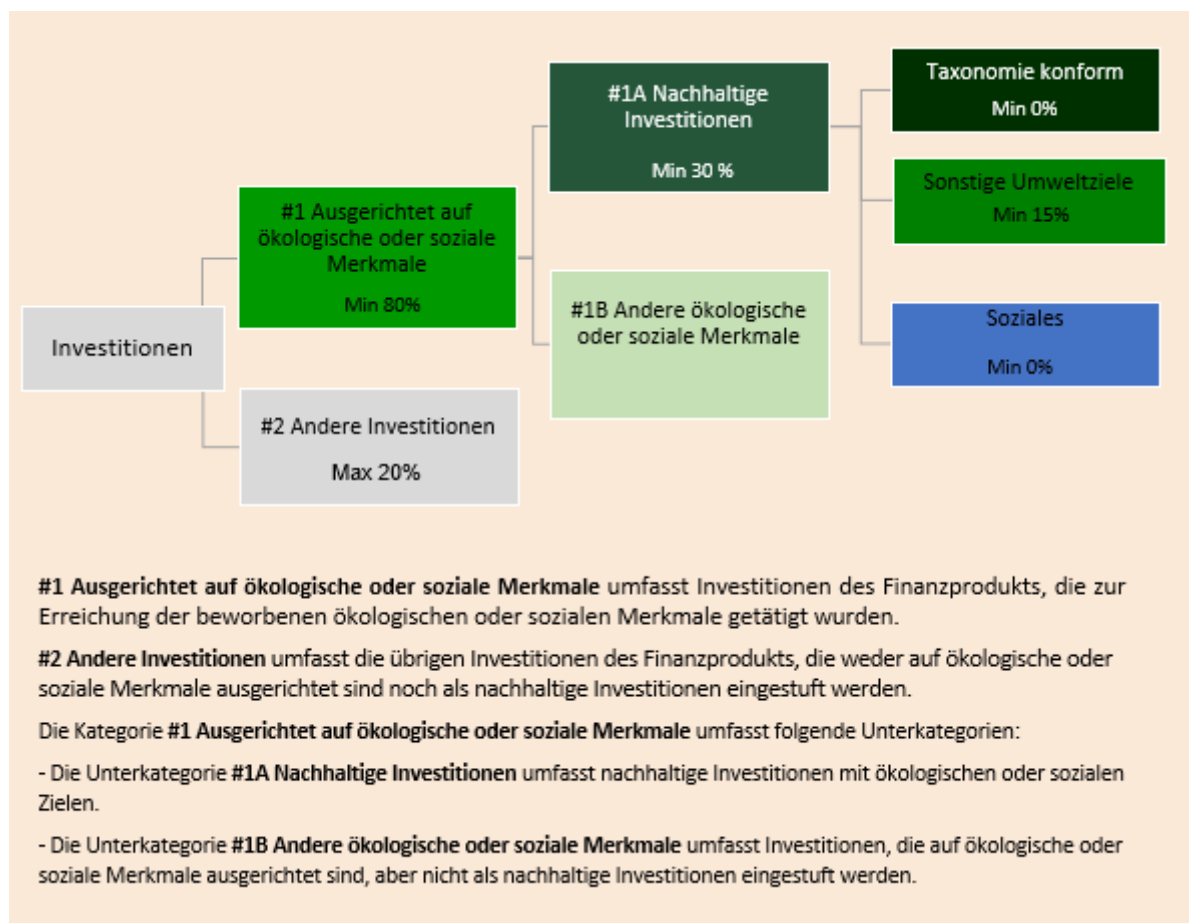 Investitionen
#1 Ausgerichtet auf
ökologische oder soziale
Merkmale
Min 80%
#2 Andere Investitionen
Max 20%
#1A Nachhaltige
Investitionen
Min 30 %
#1B Andere ökologische
oder soziale Merkmale
Taxonomie konform
Min 0%
Sonstige Umweltziele
Min 15%
Soziales
Min 0%
#1 Ausgerichtet auf ökologische oder soziale Merkmale umfasst Investitionen des Finanzprodukts, die zur
Erreichung der beworbenen ökologischen oder sozialen Merkmale getätigt wurden.
#2 Andere Investitionen umfasst die übrigen Investitionen des Finanzprodukts, die weder auf ökologische oder
soziale Merkmale ausgerichtet sind noch als nachhaltige Investitionen eingestuft werden.
Die Kategorie #1 Ausgerichtet auf ökologische oder soziale Merkmale umfasst folgende Unterkategorien:
- Die Unterkategorie #1A Nachhaltige Investitionen umfasst nachhaltige Investitionen mit ökologischen oder sozialen
Zielen.
- Die Unterkategorie #1B Andere ökologische oder soziale Merkmale umfasst Investitionen, die auf ökologische oder
soziale Merkmale ausgerichtet sind, aber nicht als nachhaltige Investitionen eingestuft werden.